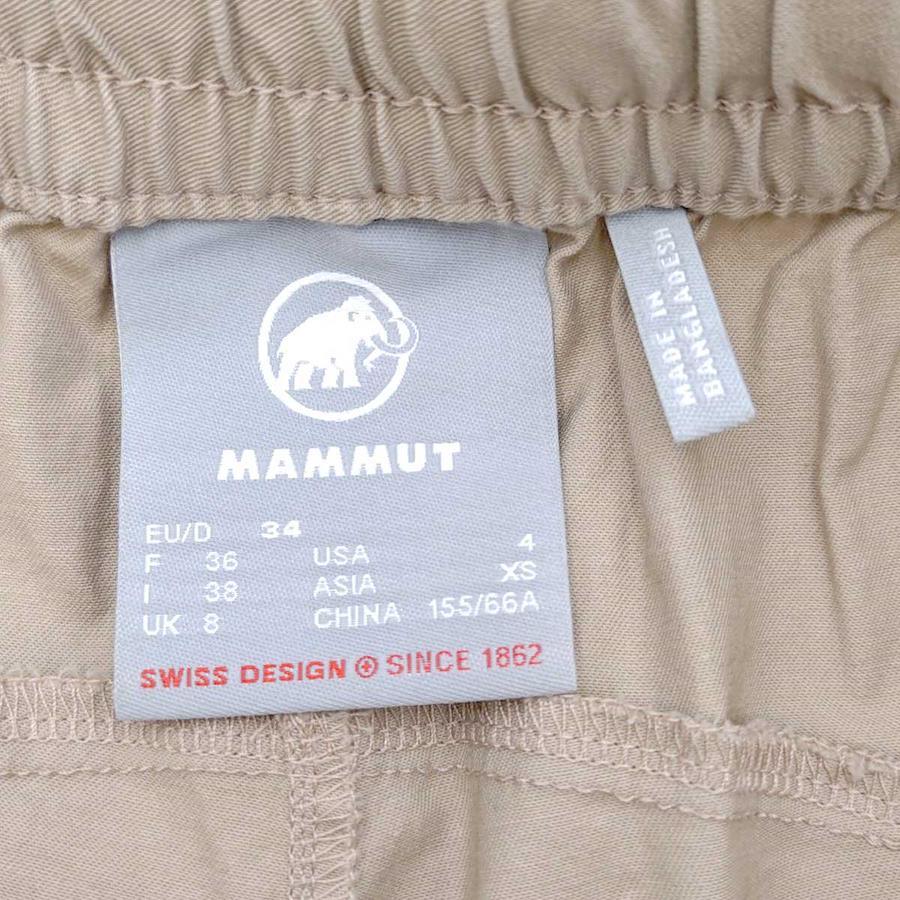 MAMMUT
EU/D 34
F 36 USA 4
I 38 ASIA XS
UK 8 CHINA 155/66A
SWISS DESIGN SINCE 1862
MADE IN
BANGLADESH